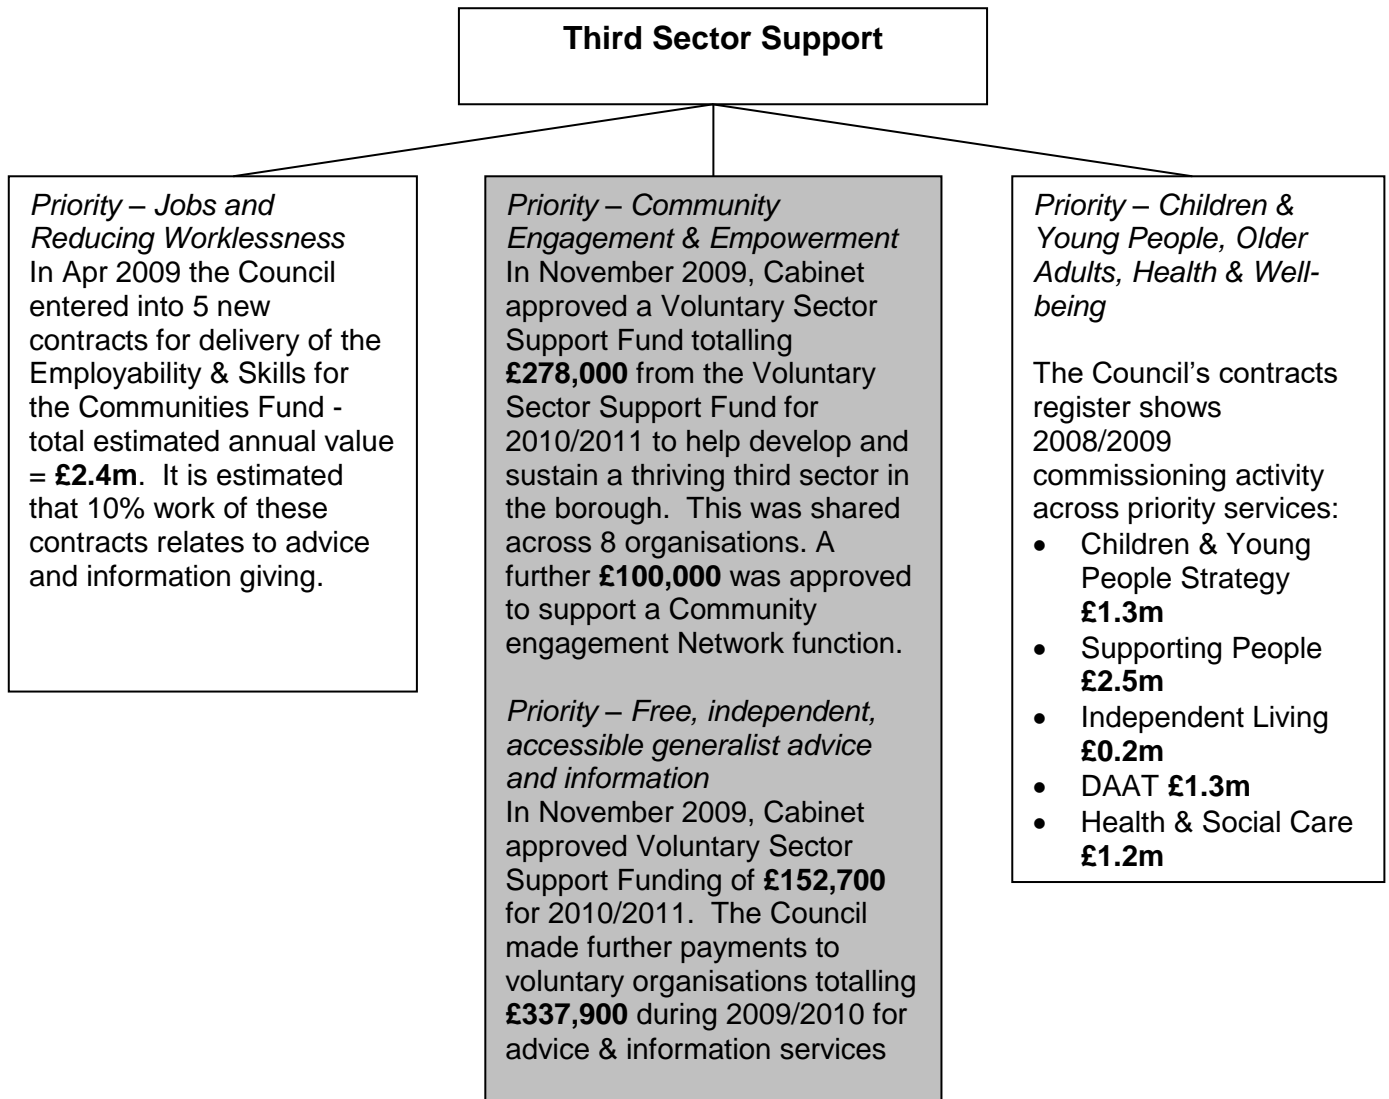 Third Sector Support
Priority – Jobs and
Reducing Worklessness
In Apr 2009 the Council
entered into 5 new
contracts for delivery of the
Employability & Skills for
the Communities Fund -
total estimated annual value
= £2.4m.  It is estimated
that 10% work of these
contracts relates to advice
and information giving.
Priority – Community
Engagement & Empowerment
In November 2009, Cabinet
approved a Voluntary Sector
Support Fund totalling
£278,000 from the Voluntary
Sector Support Fund for
2010/2011 to help develop and
sustain a thriving third sector in
the borough.  This was shared
across 8 organisations. A
further £100,000 was approved
to support a Community
engagement Network function.
Priority – Free, independent,
accessible generalist advice
and information
In November 2009, Cabinet
approved Voluntary Sector
Support Funding of £152,700
for 2010/2011.  The Council
made further payments to
voluntary organisations totalling
£337,900 during 2009/2010 for
advice & information services
Priority – Children &
Young People, Older
Adults, Health & Well-
being
The Council’s contracts
register shows
2008/2009
commissioning activity
across priority services:
• Children & Young
People Strategy
£1.3m
• Supporting People
£2.5m
• Independent Living
£0.2m
• DAAT £1.3m
• Health & Social Care
£1.2m